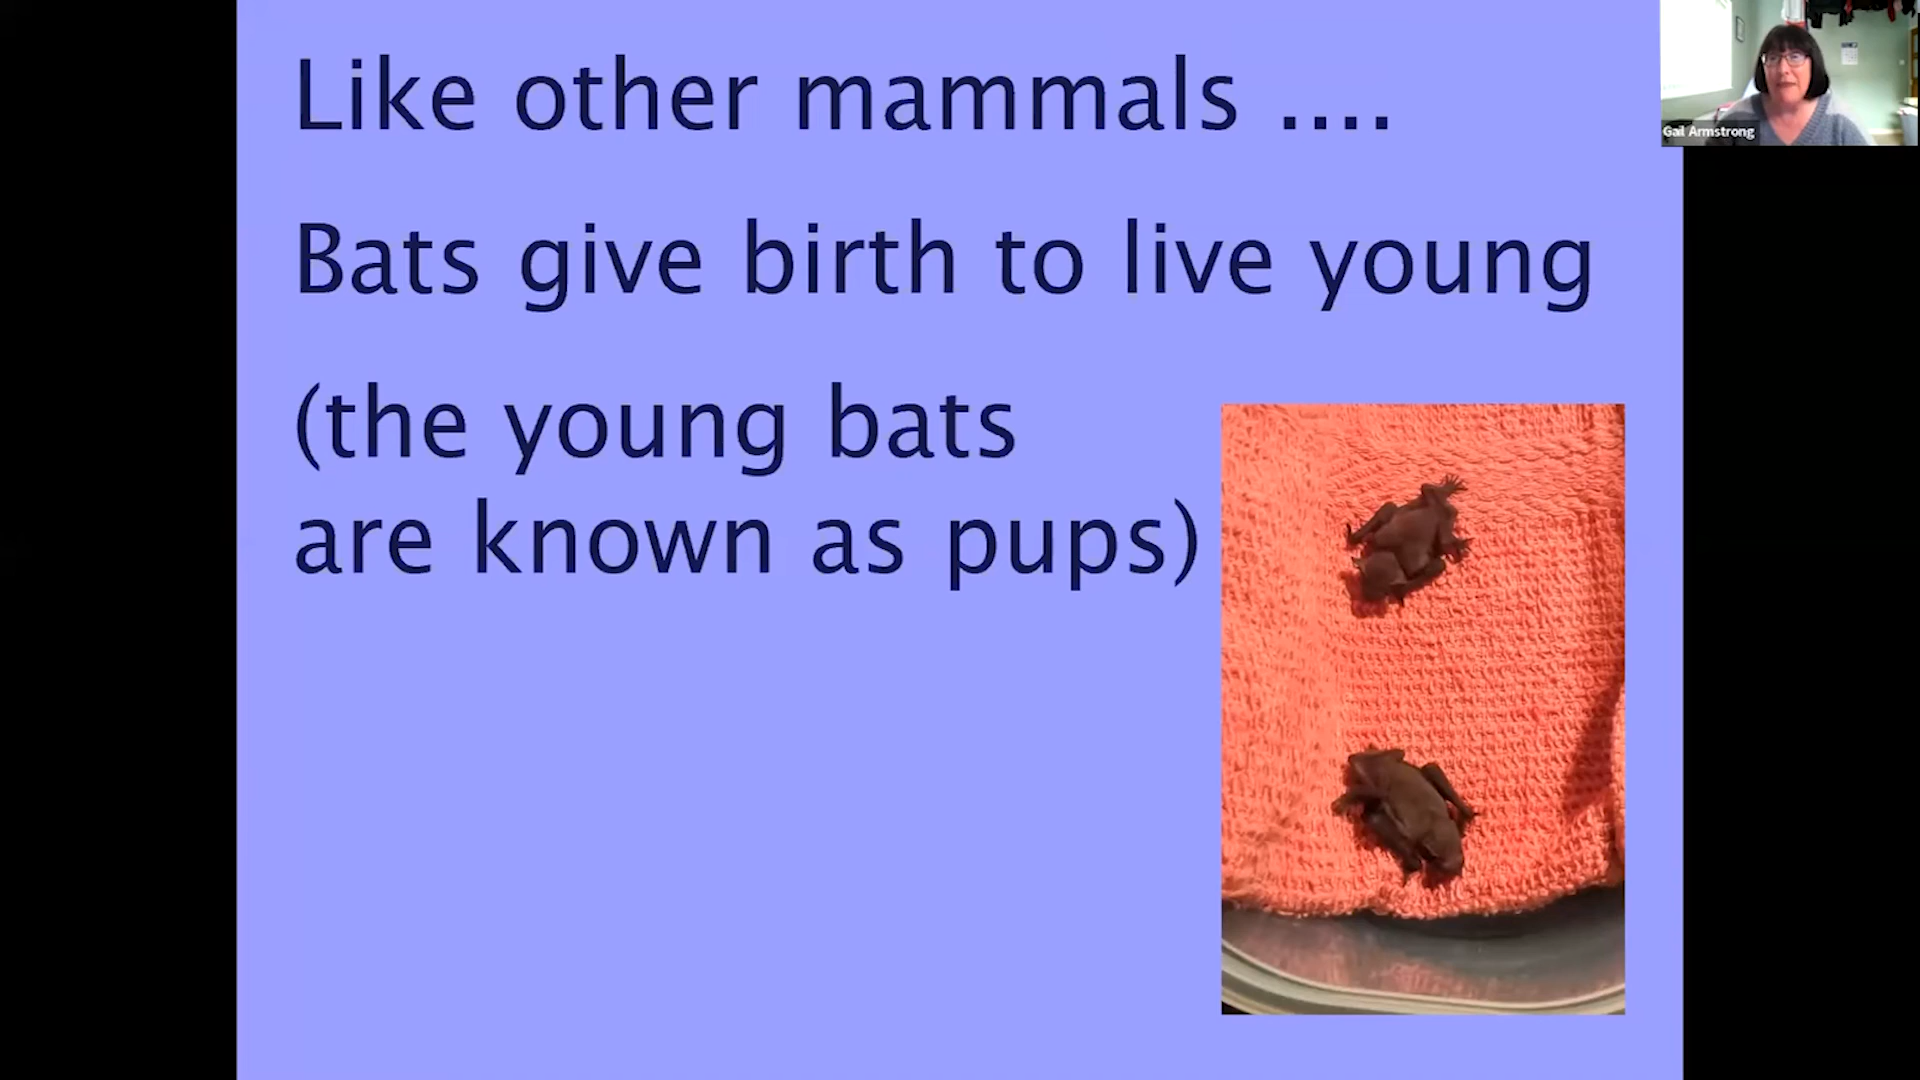 Like other mammals ....
Bats give birth to live young
(the young bats
are known as pups)
Gail Armstrong